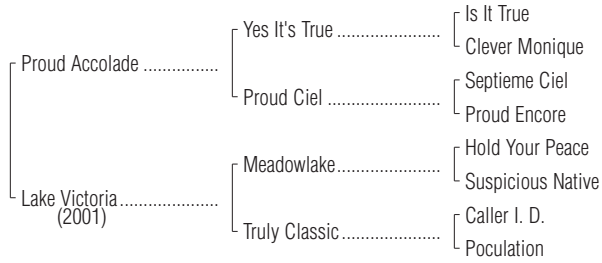 Is It True
Yes It's True ..................
Clever Monique
Proud Accolade ...............
Septieme Ciel
Proud Ciel .......................
Proud Encore
Hold Your Peace
Meadowlake.....................
Suspicious Native
Lake Victoria....................
(2001)
Caller I. D.
Truly Classic....................
Poculation